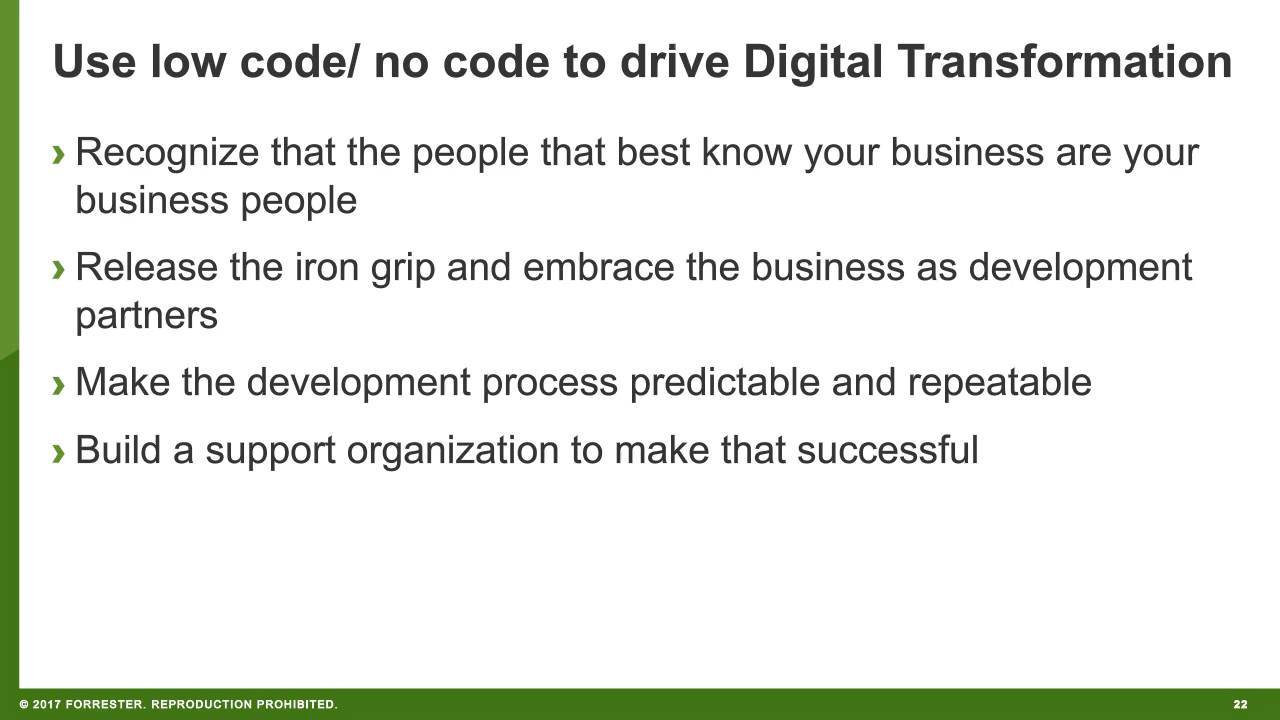 Use low code/ no code to drive Digital Transformation
› Recognize that the people that best know your business are your
business people
› Release the iron grip and embrace the business as development
partners
› Make the development process predictable and repeatable
› Build a support organization to make that successful
© 2017 FORRESTER. REPRODUCTION PROHIBITED.
22